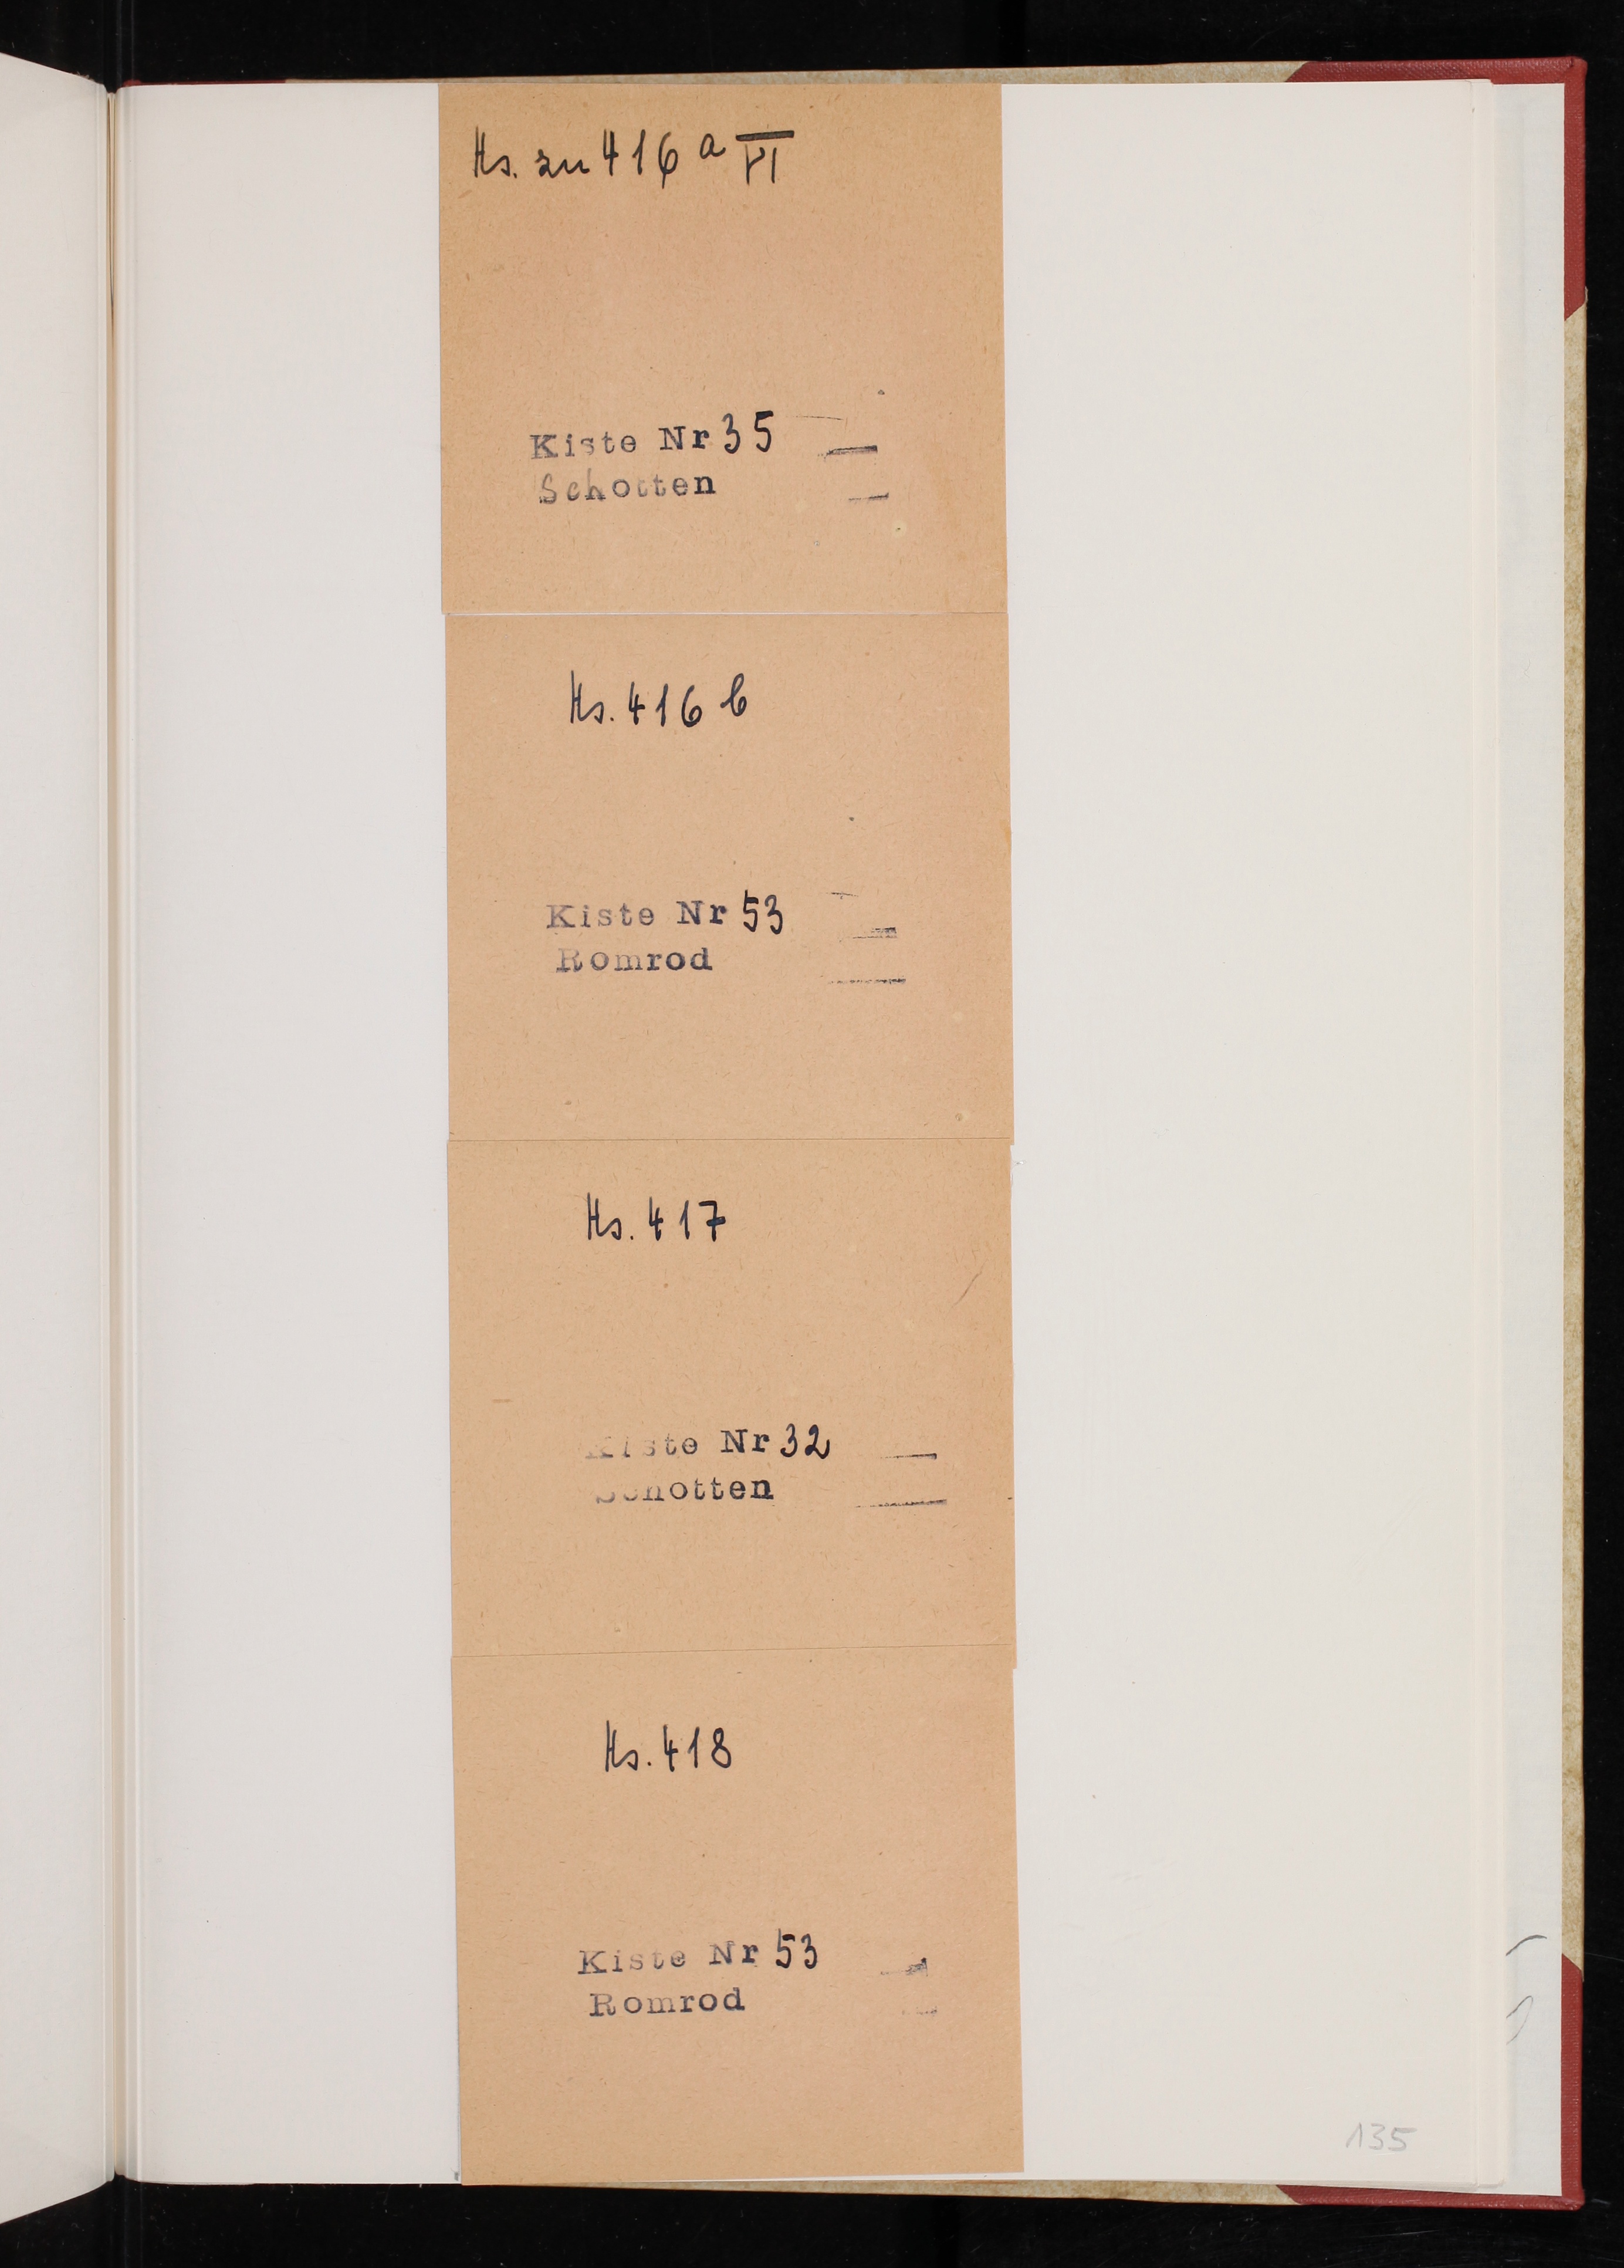 Hs. zu 416 a VI
Kiste Nr 35
Schotten
Hs. 416 b
Kiste Nr 53
Romrod
Hs. 417
Kiste Nr 32
Schotten
Hs. 418
Kiste Nr 53
Romrod
135